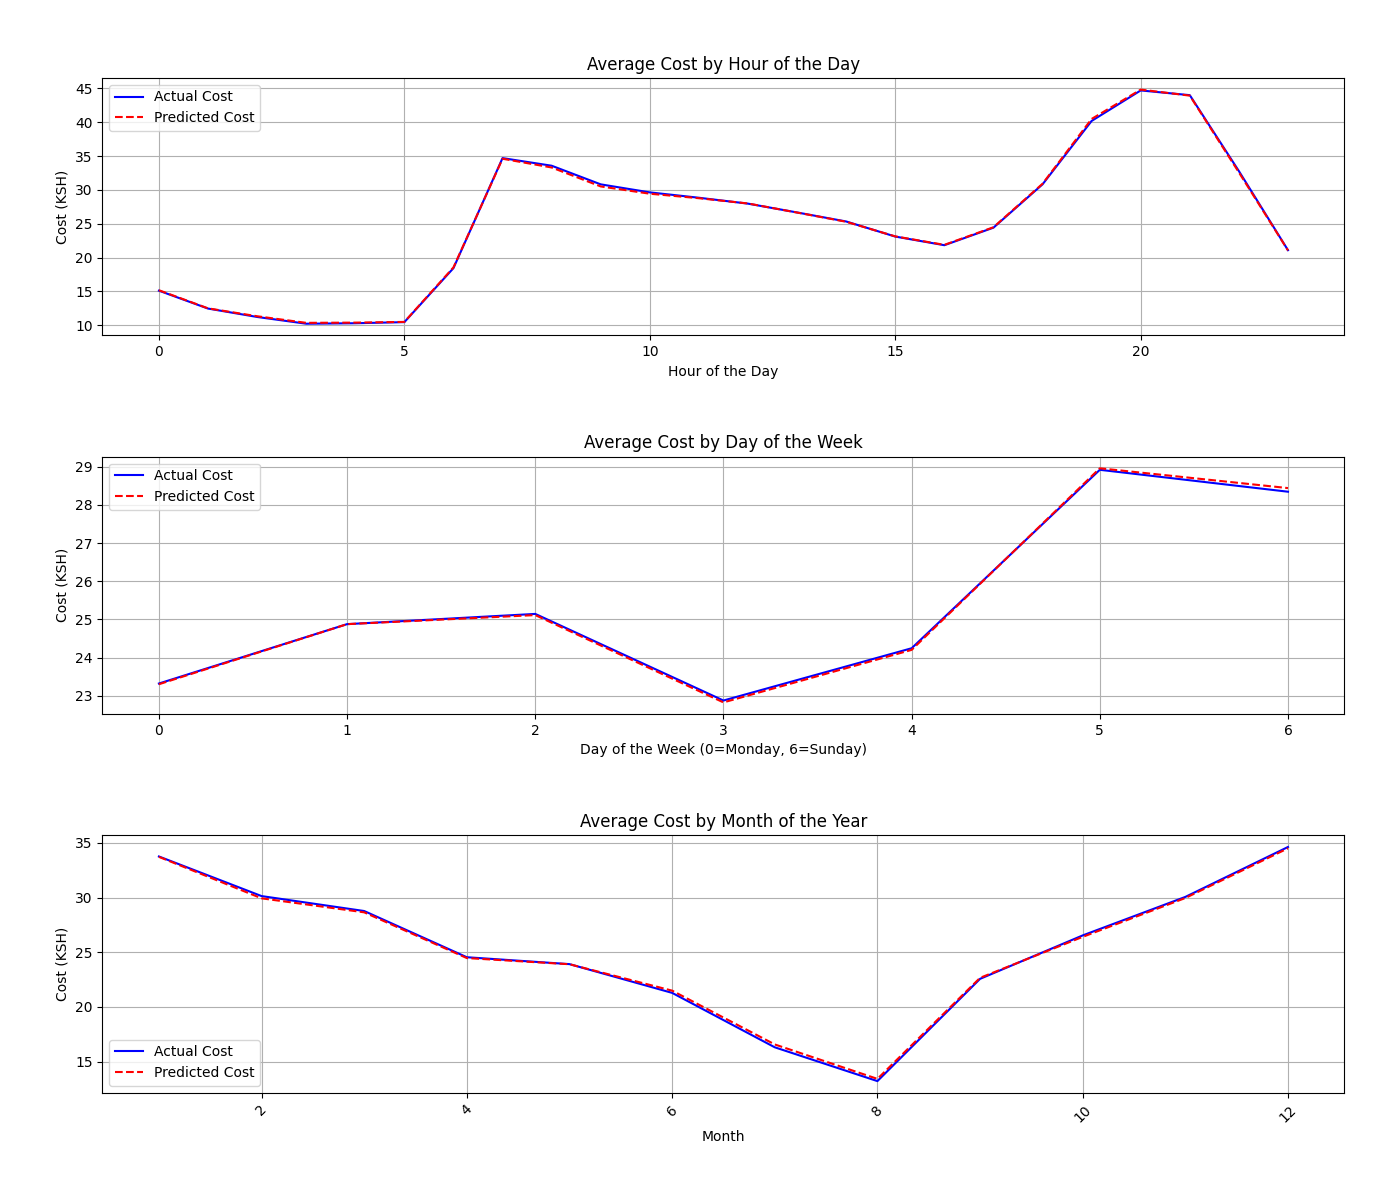 Average Cost by Hour of the Day
Actual Cost
Predicted Cost
Cost (KSH)
45
40
35
30
25
20
15
10
0 5 10 15 20
Hour of the Day
Average Cost by Day of the Week
Actual Cost
Predicted Cost
Cost (KSH)
29
28
27
26
25
24
23
0 1 2 3 4 5 6
Day of the Week (0=Monday, 6=Sunday)
Average Cost by Month of the Year
Cost (KSH)
35
30
25
20
15
Actual Cost
Predicted Cost
2 4 6 8 10 12
Month